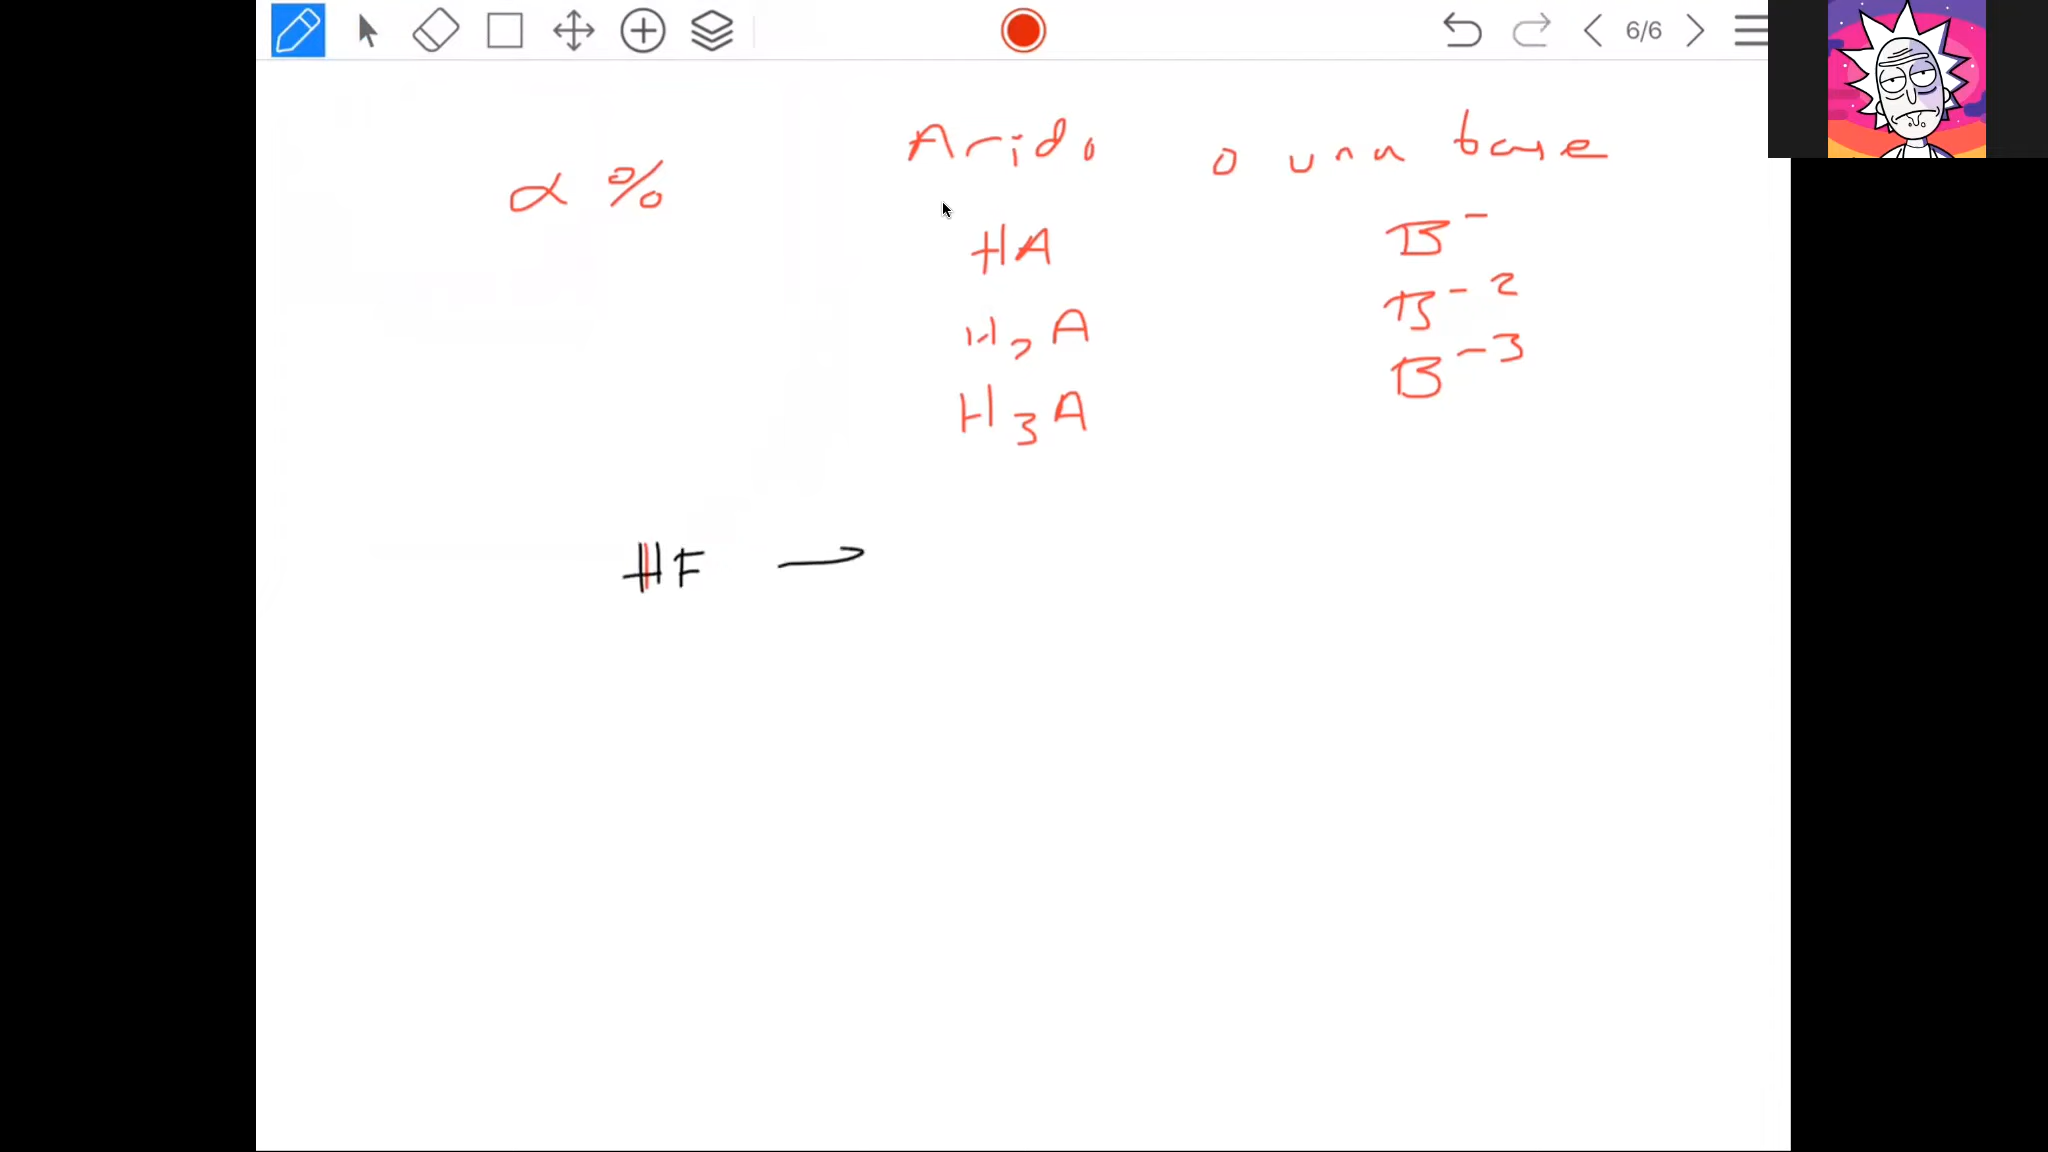 6/6
α % Acido o una base
HA B⁻
H₂A B⁻²
H₃A B⁻³
HF →